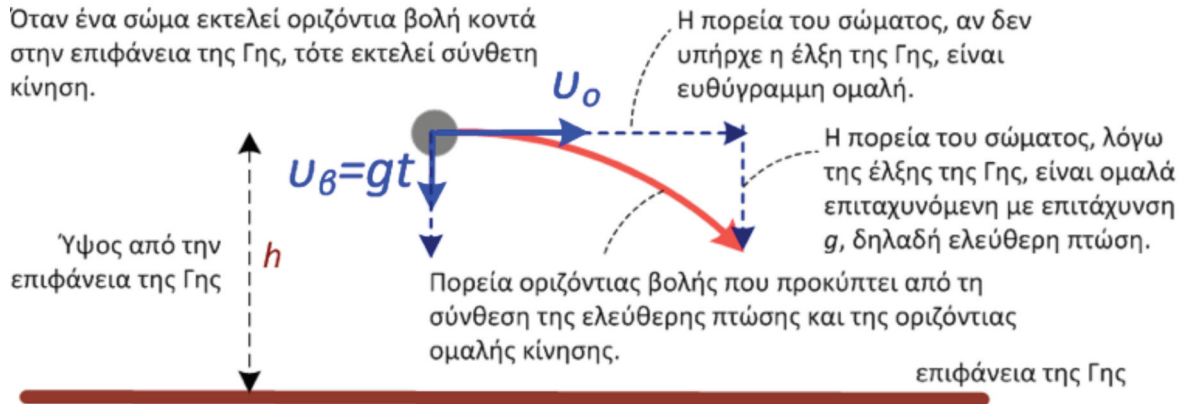 Όταν ένα σώμα εκτελεί οριζόντια βολή κοντά
στην επιφάνεια της Γης, τότε εκτελεί σύνθετη
κίνηση.
Η πορεία του σώματος, αν δεν
υπήρχε η έλξη της Γης, είναι
ευθύγραμμη ομαλή.
υₒ
Η πορεία του σώματος, λόγω
της έλξης της Γης, είναι ομαλά
επιταχυνόμενη με επιτάχυνση
g, δηλαδή ελεύθερη πτώση.
υ_β=gt
Ύψος από την
επιφάνεια της Γης
h
Πορεία οριζόντιας βολής που προκύπτει από τη
σύνθεση της ελεύθερης πτώσης και της οριζόντιας
ομαλής κίνησης.
επιφάνεια της Γης